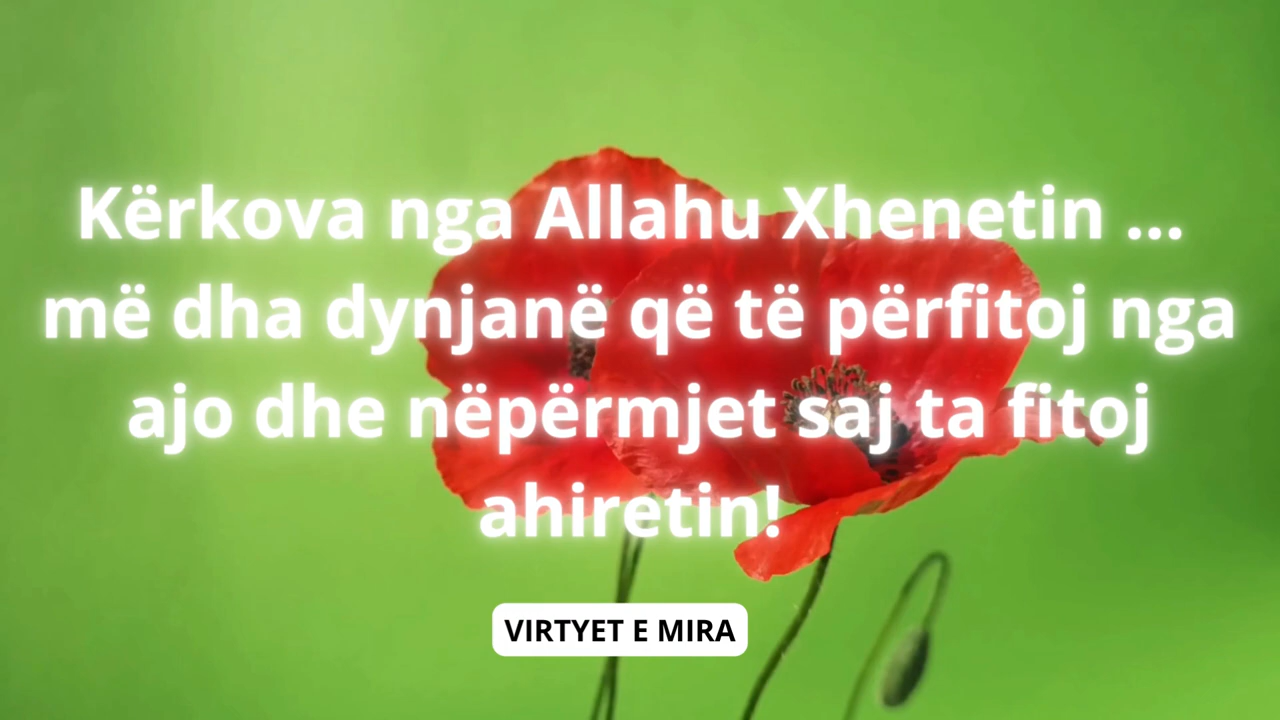 Kërkova nga Allahu Xhenetin ...
më dha dynjanë që të përfitoj nga
ajo dhe nëpërmjet saj ta fitoj
ahiretin!
VIRTYET E MIRA